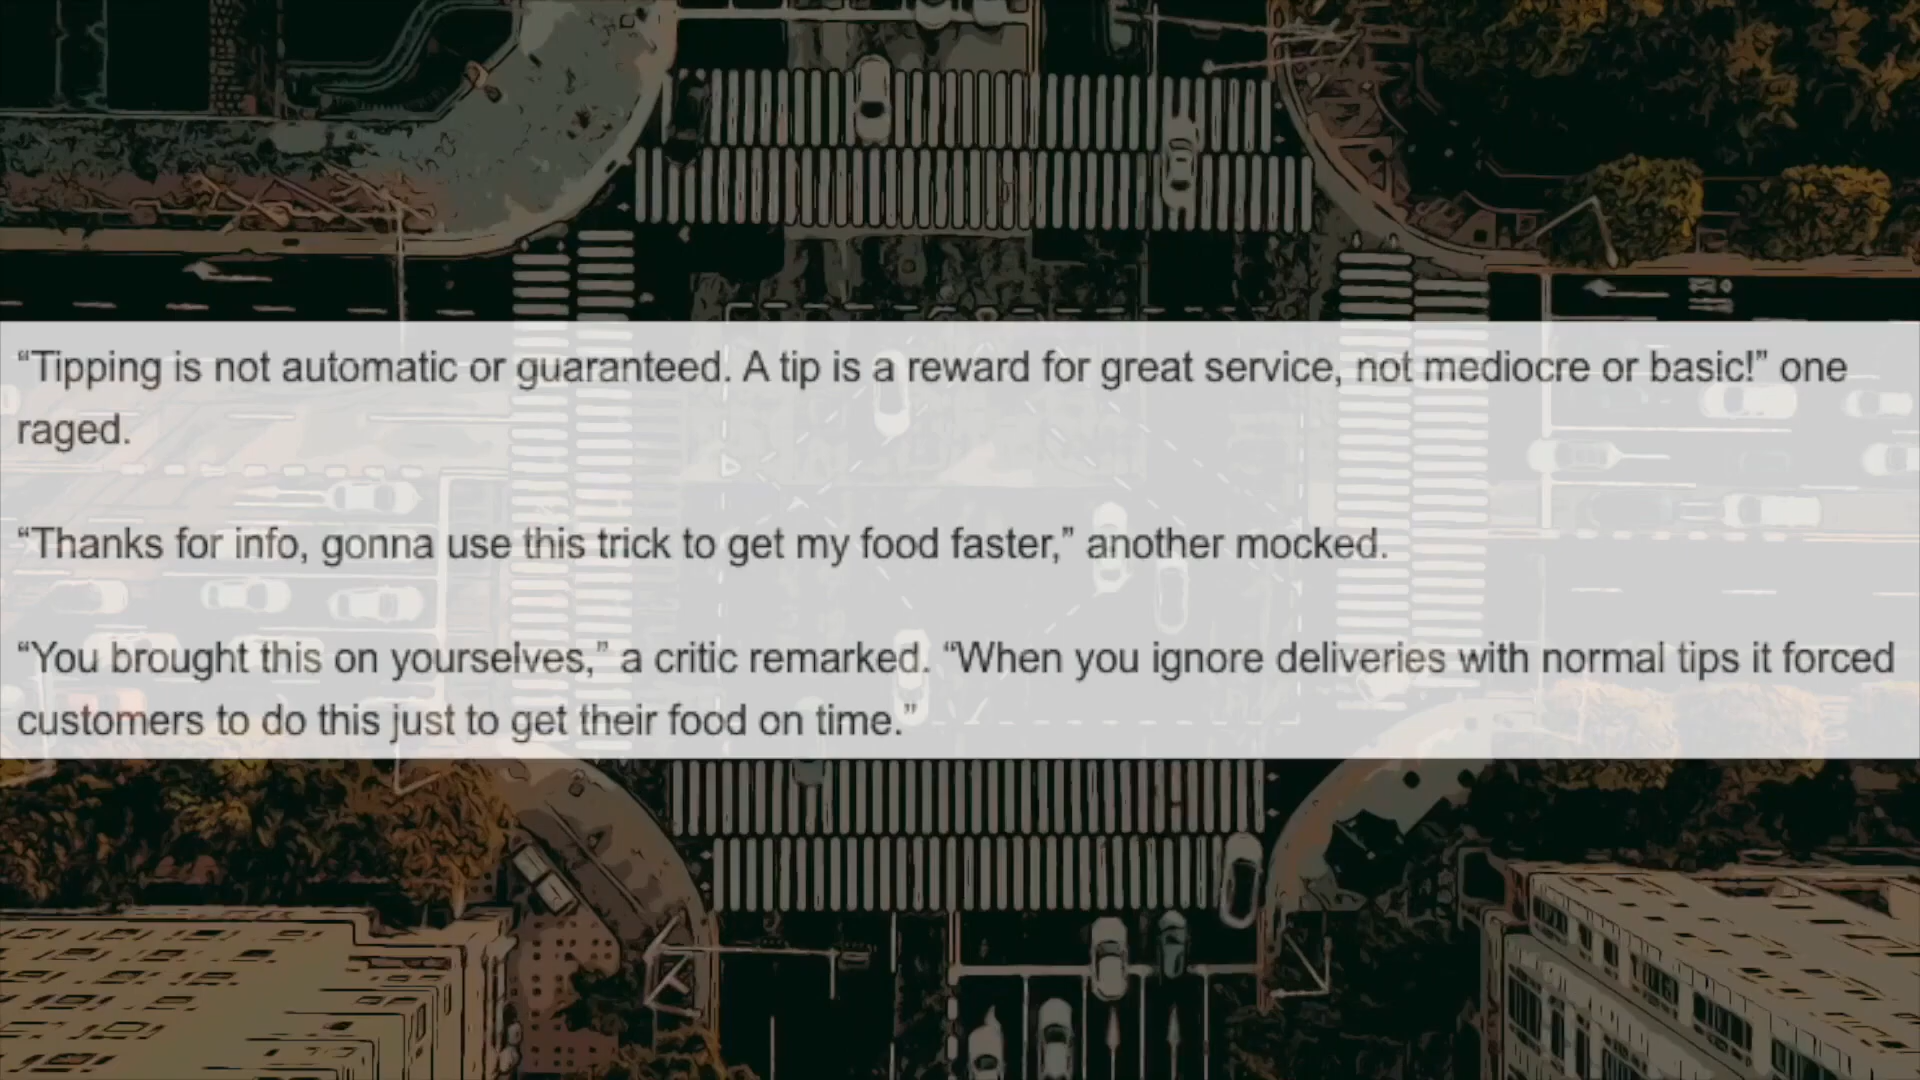 “Tipping is not automatic or guaranteed. A tip is a reward for great service, not mediocre or basic!” one
raged.
“Thanks for info, gonna use this trick to get my food faster,” another mocked.
“You brought this on yourselves,” a critic remarked. “When you ignore deliveries with normal tips it forced
customers to do this just to get their food on time.”